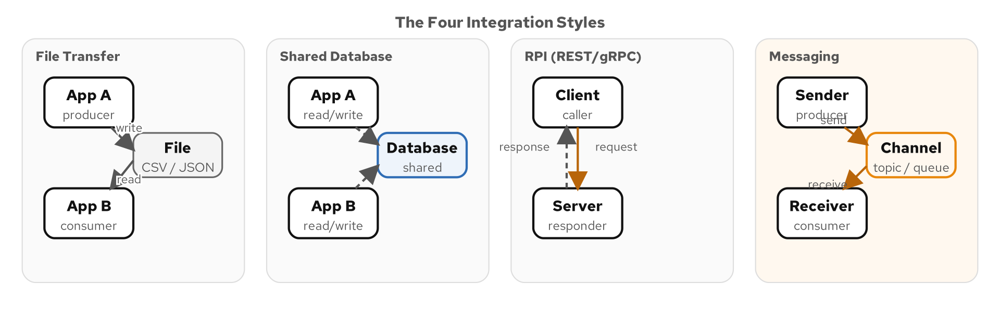 The Four Integration Styles
File Transfer
App A
producer
write
File
CSV / JSON
read
App B
consumer
Shared Database
App A
read/write
Database
shared
App B
read/write
RPI (REST/gRPC)
Client
caller
response
request
Server
responder
Messaging
Sender
producer
send
Channel
topic / queue
receive
Receiver
consumer